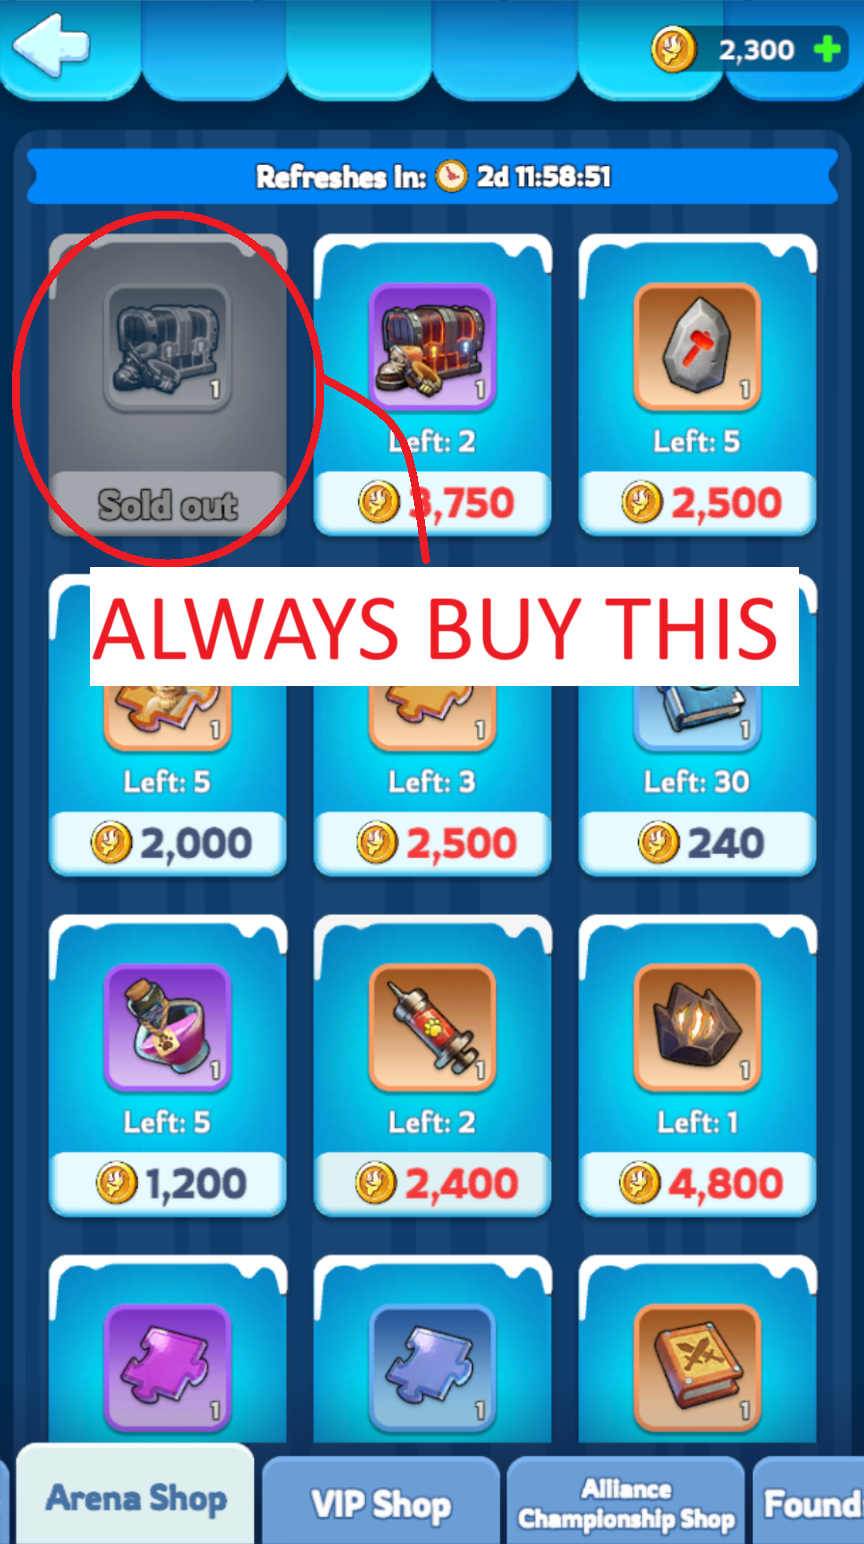 2,300
Refreshes In: 2d 11:58:51
1
1
1
Left: 2
Left: 5
Sold out
3,750
2,500
ALWAYS BUY THIS
1
1
1
Left: 5
Left: 3
Left: 30
2,000
2,500
240
1
1
1
Left: 5
Left: 2
Left: 1
1,200
2,400
4,800
1
1
1
Arena Shop
VIP Shop
Alliance
Championship Shop
Found